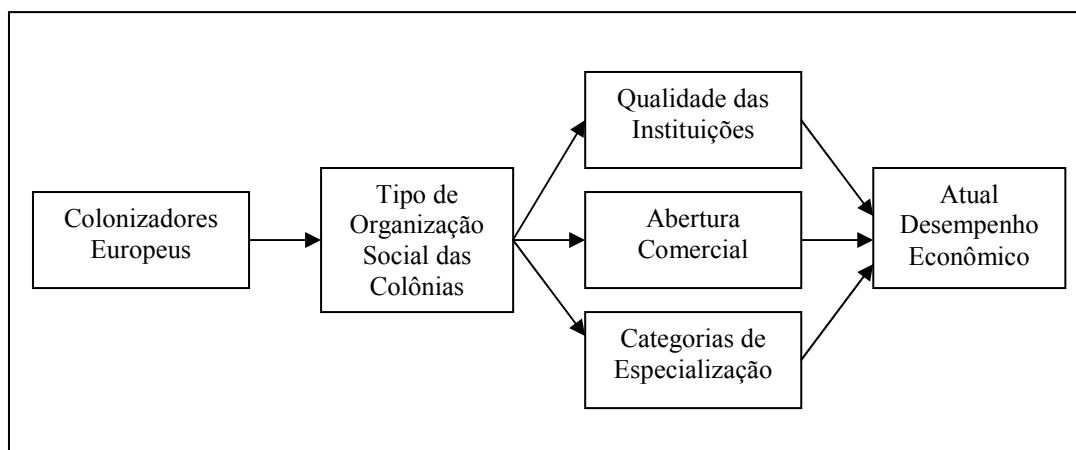 Colonizadores
Europeus
Tipo de
Organização
Social das
Colônias
Qualidade das
Instituições
Abertura
Comercial
Categorias de
Especialização
Atual
Desempenho
Econômico